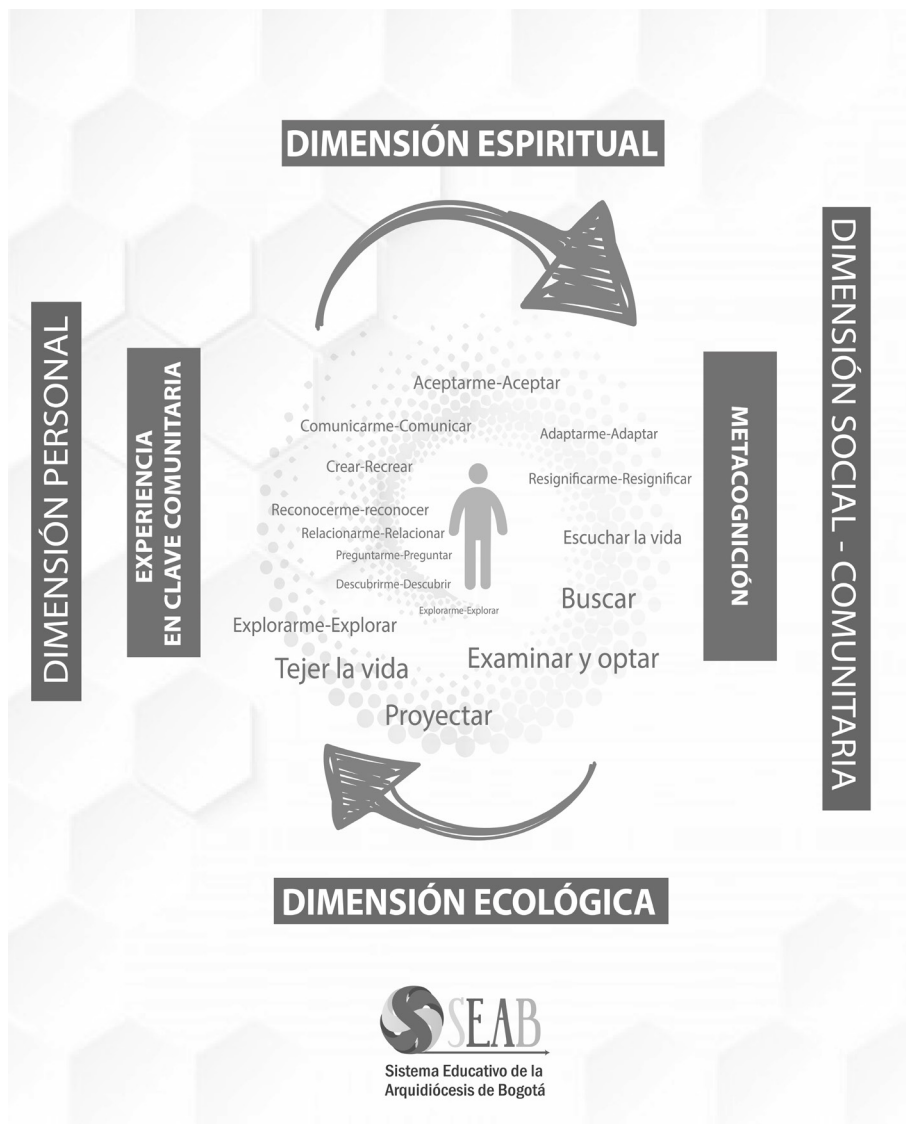 DIMENSIÓN ESPIRITUAL
DIMENSIÓN PERSONAL
EXPERIENCIA
EN CLAVE COMUNITARIA
Aceptarme-Aceptar
Comunicarme-Comunicar
Adaptarme-Adaptar
Crear-Recrear
Resignificarme-Resignificar
Reconocerme-reconocer
Relacionarme-Relacionar
Escuchar la vida
Preguntarme-Preguntar
Descubrirme-Descubrir
Buscar
Explorarme-Explorar
Explorarme-Explorar
Tejer la vida
Examinar y optar
Proyectar
METACOGNICIÓN
DIMENSIÓN SOCIAL - COMUNITARIA
DIMENSIÓN ECOLÓGICA
SEAB
Sistema Educativo de la
Arquidiócesis de Bogotá